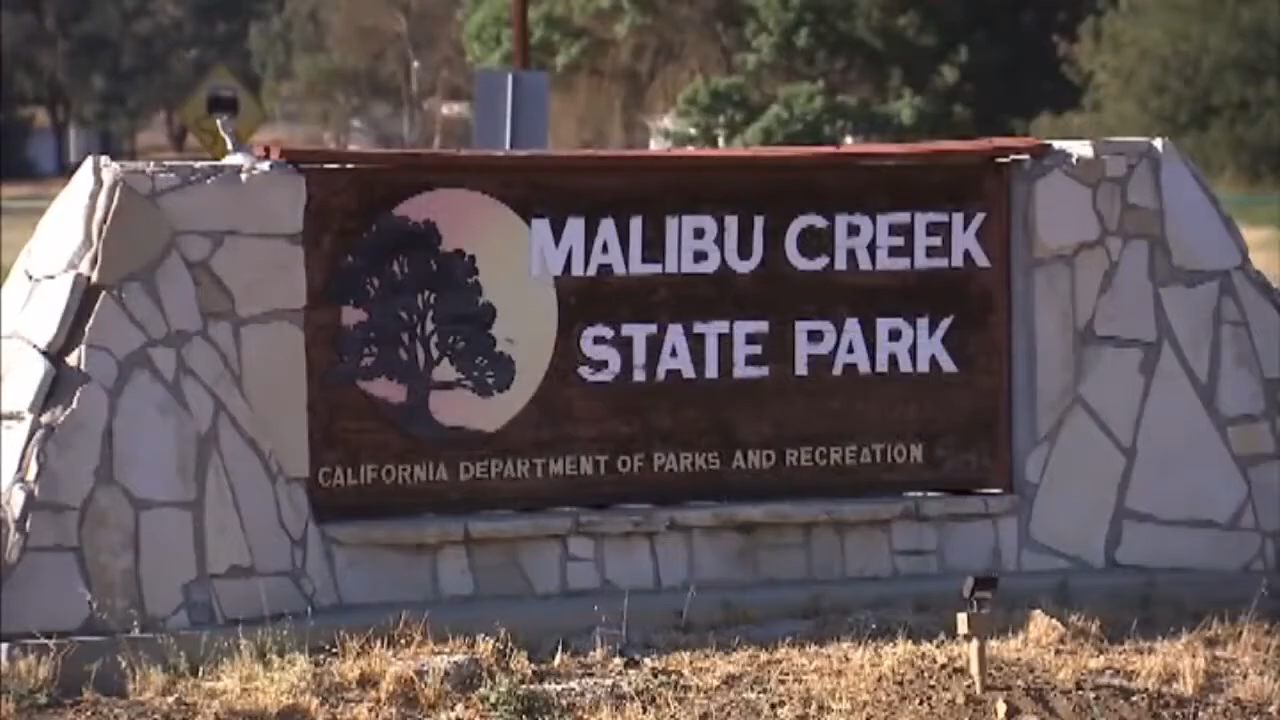 MALIBU CREEK
STATE PARK
CALIFORNIA DEPARTMENT OF PARKS AND RECREATION